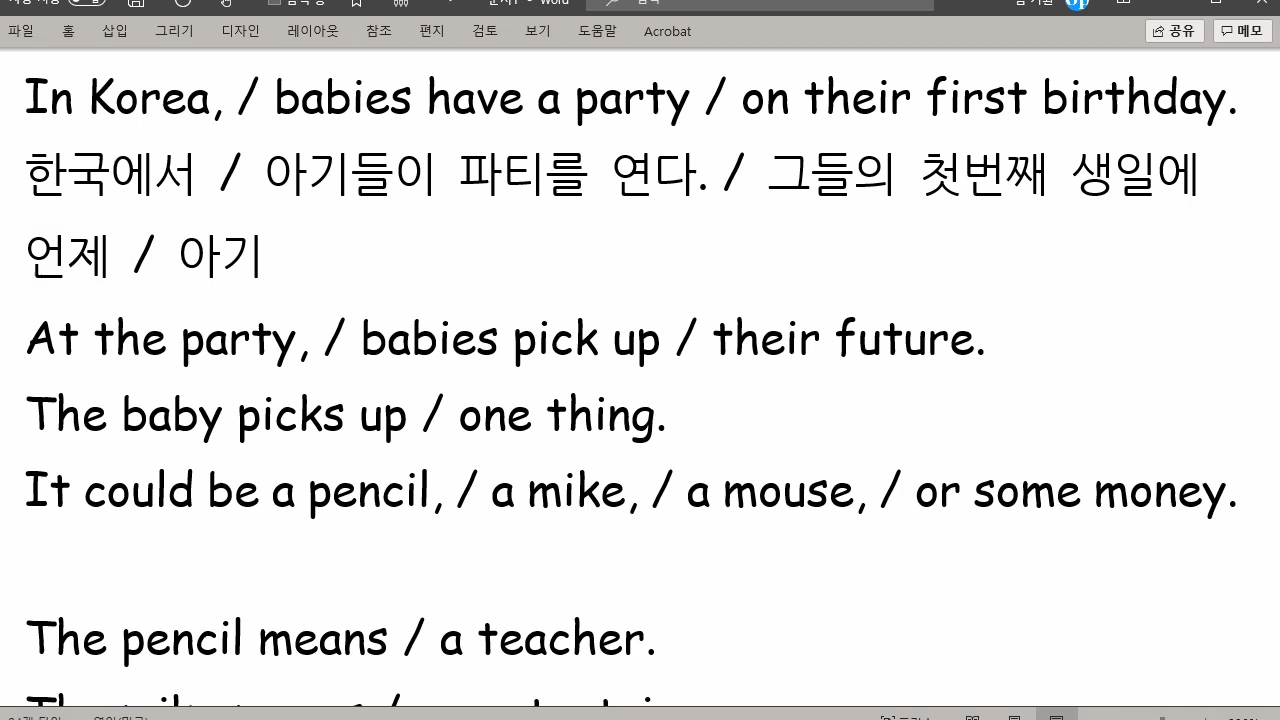 Word
파일 홈 삽입 그리기 디자인 레이아웃 참조 편지 검토 보기 도움말 Acrobat 공유 메모
In Korea, / babies have a party / on their first birthday.
한국에서 / 아기들이 파티를 연다. / 그들의 첫번째 생일에
언제 / 아기
At the party, / babies pick up / their future.
The baby picks up / one thing.
It could be a pencil, / a mike, / a mouse, / or some money.
The pencil means / a teacher.